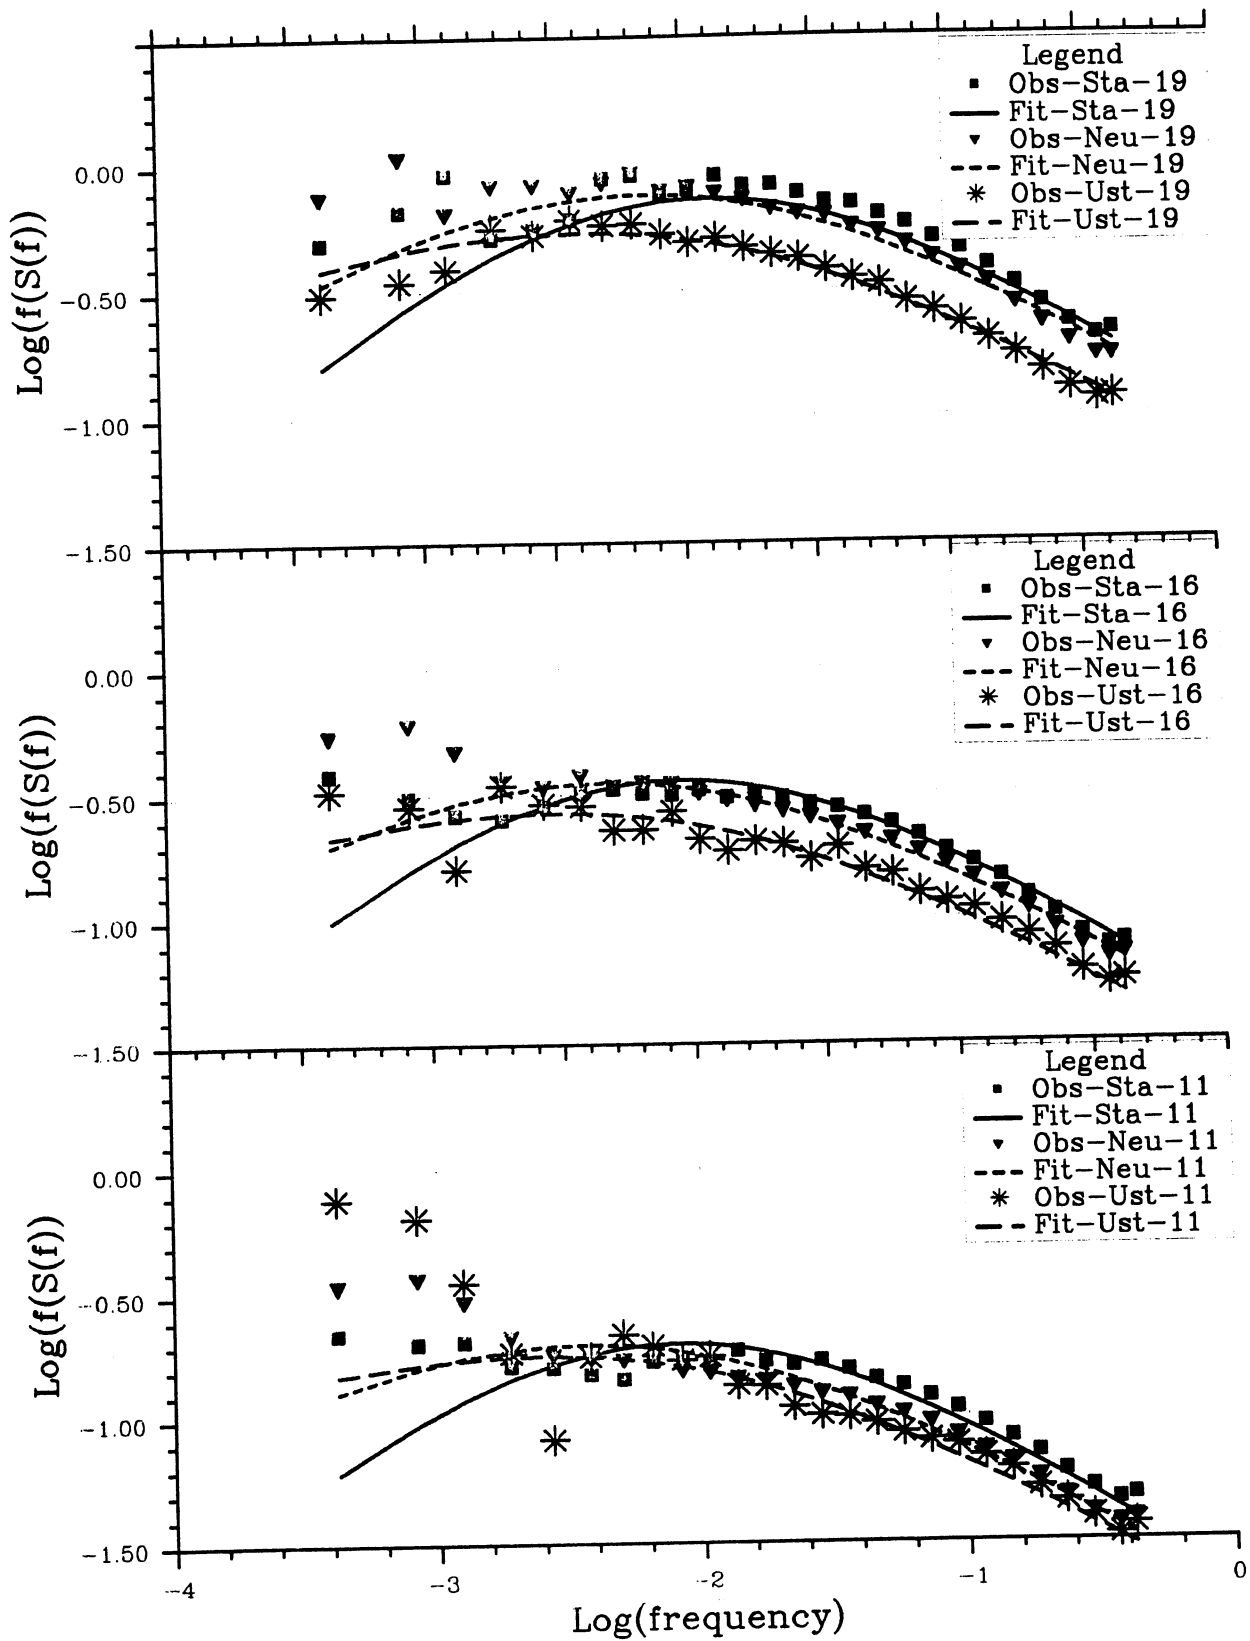 Legend
Obs-Sta-19
Fit-Sta-19
Obs-Neu-19
Fit-Neu-19
Obs-Ust-19
Fit-Ust-19
0.00
-0.50
-1.00
-1.50
Log(f(S(f))
Legend
Obs-Sta-16
Fit-Sta-16
Obs-Neu-16
Fit-Neu-16
Obs-Ust-16
Fit-Ust-16
0.00
-0.50
-1.00
-1.50
Log(f(S(f))
Legend
Obs-Sta-11
Fit-Sta-11
Obs-Neu-11
Fit-Neu-11
Obs-Ust-11
Fit-Ust-11
0.00
-0.50
-1.00
-1.50
Log(f(S(f))
-4
-3
-2
-1
0
Log(frequency)